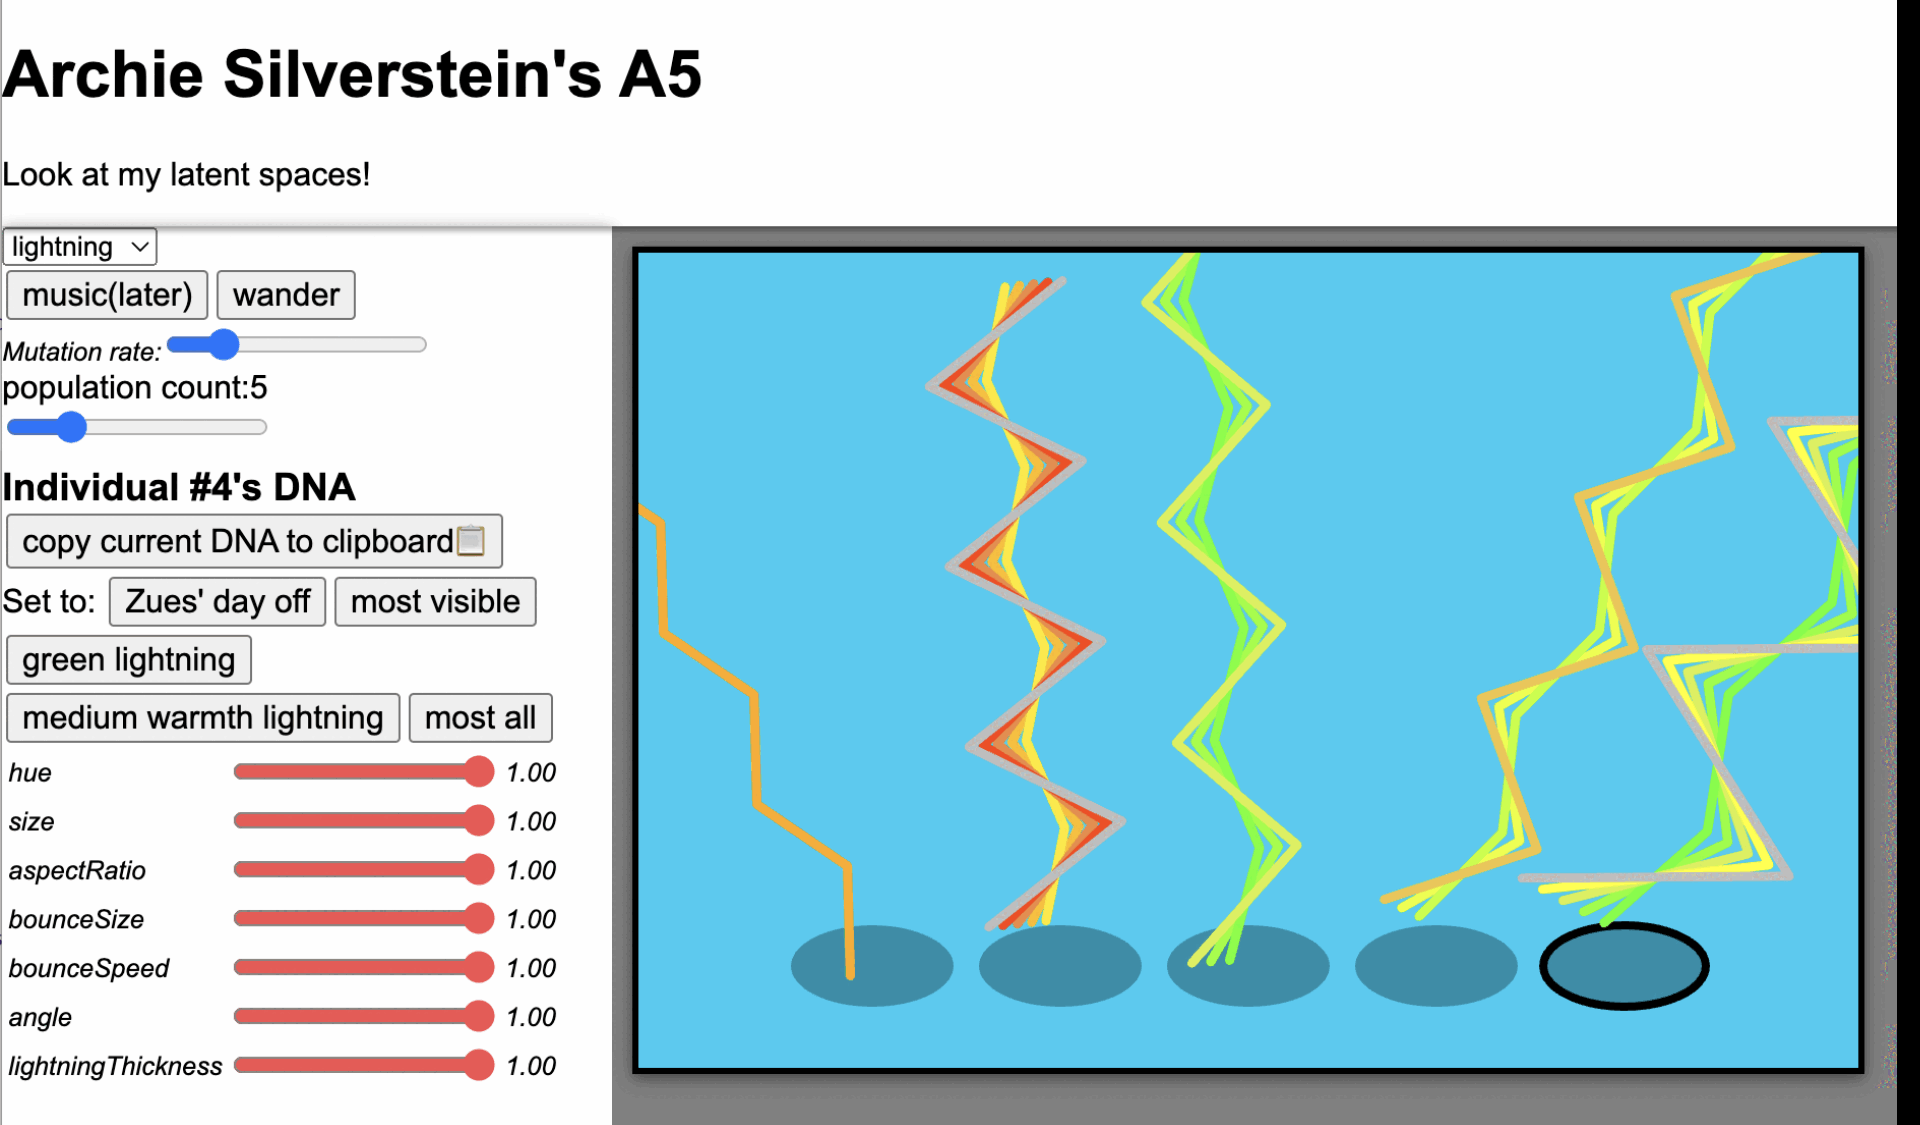 Archie Silverstein's A5
Look at my latent spaces!
lightning
music(later) wander
Mutation rate:
population count:5
Individual #4's DNA
copy current DNA to clipboard📋
Set to: Zues' day off most visible
green lightning
medium warmth lightning most all
hue 1.00
size 1.00
aspectRatio 1.00
bounceSize 1.00
bounceSpeed 1.00
angle 1.00
lightningThickness 1.00